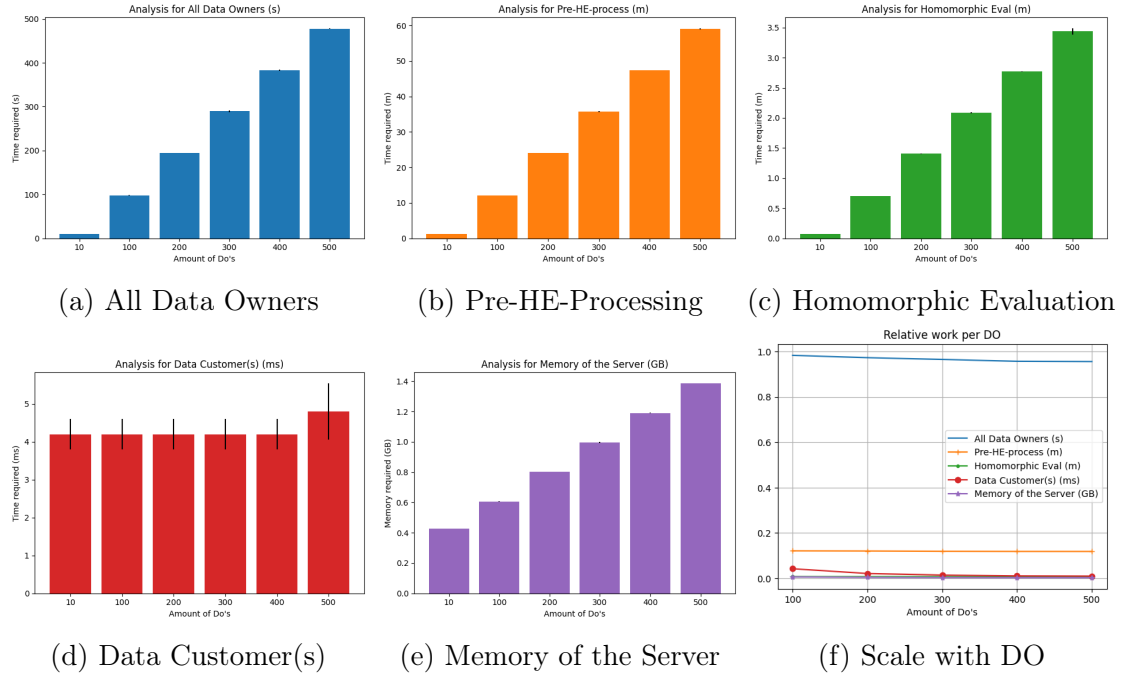 Analysis for All Data Owners (s)
500
400
300
200
100
0
Time required (s)
10 100 200 300 400 500
Amount of Do's
(a) All Data Owners
Analysis for Pre-HE-process (m)
60
50
40
30
20
10
0
Time required (m)
10 100 200 300 400 500
Amount of Do's
(b) Pre-HE-Processing
Analysis for Homomorphic Eval (m)
3.5
3.0
2.5
2.0
1.5
1.0
0.5
0.0
Time required (m)
10 100 200 300 400 500
Amount of Do's
(c) Homomorphic Evaluation
Analysis for Data Customer(s) (ms)
5
4
3
2
1
0
Time required (ms)
10 100 200 300 400 500
Amount of Do's
(d) Data Customer(s)
Analysis for Memory of the Server (GB)
1.4
1.2
1.0
0.8
0.6
0.4
0.2
0.0
Memory required (GB)
10 100 200 300 400 500
Amount of Do's
(e) Memory of the Server
Relative work per DO
1.0
0.8
0.6
0.4
0.2
0.0
All Data Owners (s)
Pre-HE-process (m)
Homomorphic Eval (m)
Data Customer(s) (ms)
Memory of the Server (GB)
100 200 300 400 500
Amount of Do's
(f) Scale with DO